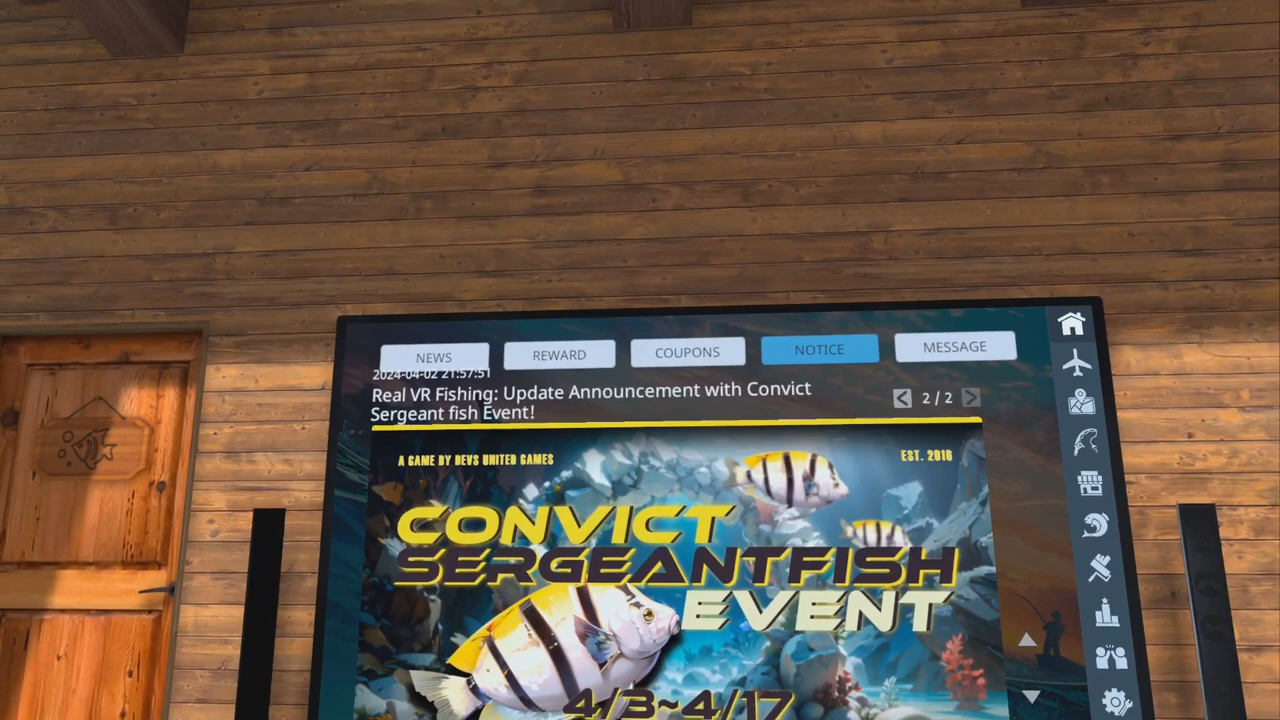 NEWS
REWARD
COUPONS
NOTICE
MESSAGE
2024-04-02 21:57:51
Real VR Fishing: Update Announcement with Convict
Sergeant fish Event!
2 / 2
A GAME BY DEVS UNITED GAMES
EST. 2016
CONVICT
SERGEANTFISH
EVENT
4/3~4/17